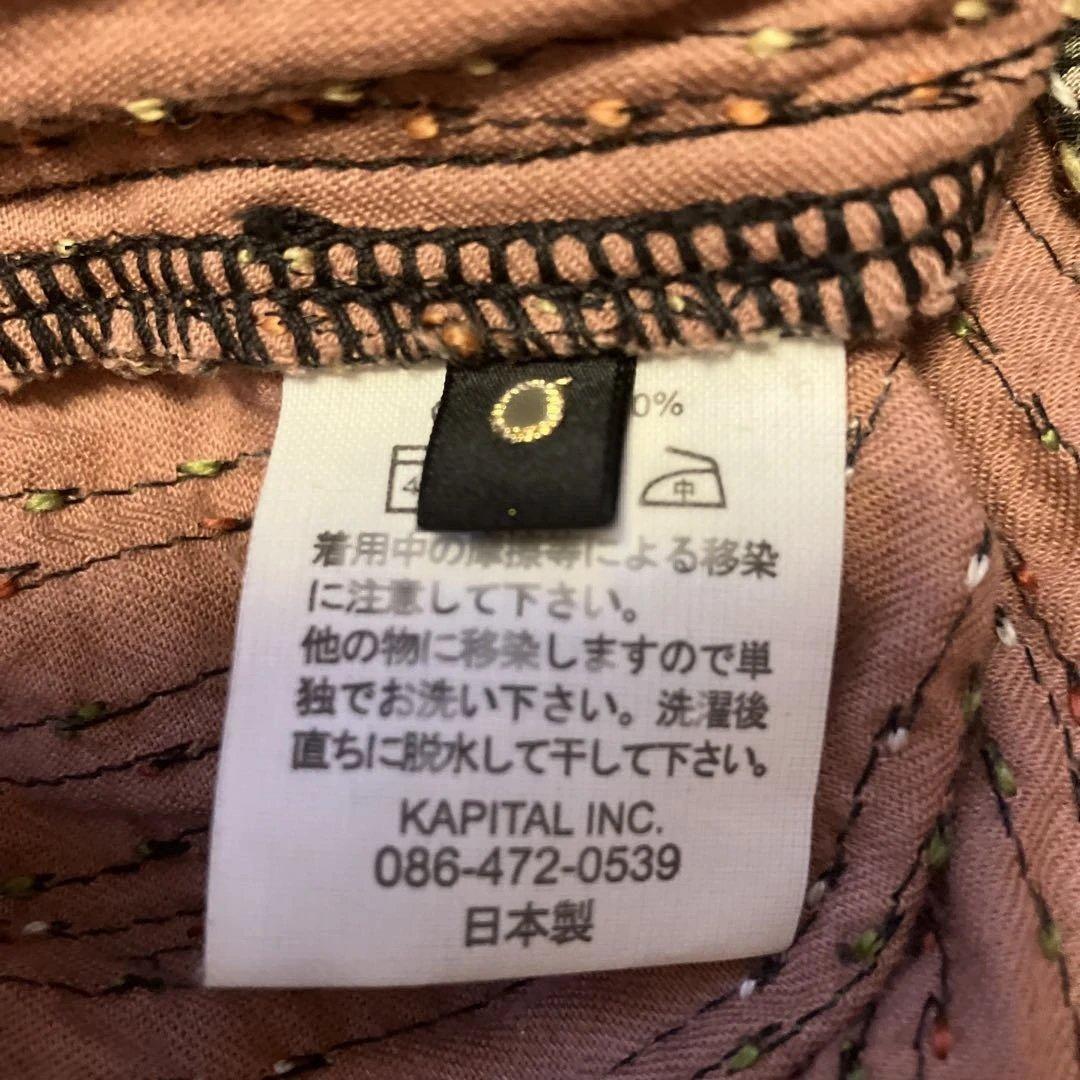 0%
4
中
着用中の摩擦等による移染
に注意して下さい。
他の物に移染しますので単
独でお洗い下さい。洗濯後
直ちに脱水して干して下さい。
KAPITAL INC.
086-472-0539
日本製